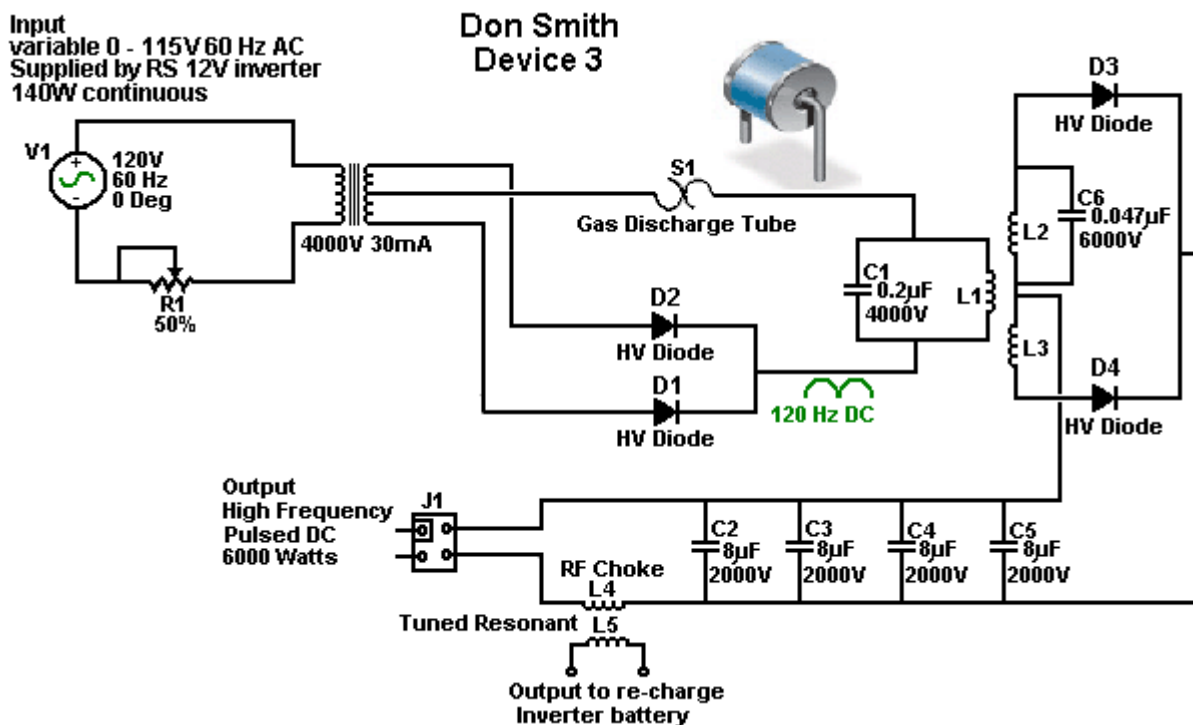 Input
variable 0 - 115V 60 Hz AC
Supplied by RS 12V inverter
140W continuous
Don Smith
Device 3
V1
120V
60 Hz
0 Deg
R1
50%
4000V 30mA
S1
Gas Discharge Tube
D2
HV Diode
D1
HV Diode
120 Hz DC
C1
0.2µF
4000V
L1
L2
L3
C6
0.047µF
6000V
D3
HV Diode
D4
HV Diode
Output
High Frequency
Pulsed DC
6000 Watts
J1
RF Choke
L4
Tuned Resonant
L5
Output to re-charge
Inverter battery
C2
8µF
2000V
C3
8µF
2000V
C4
8µF
2000V
C5
8µF
2000V